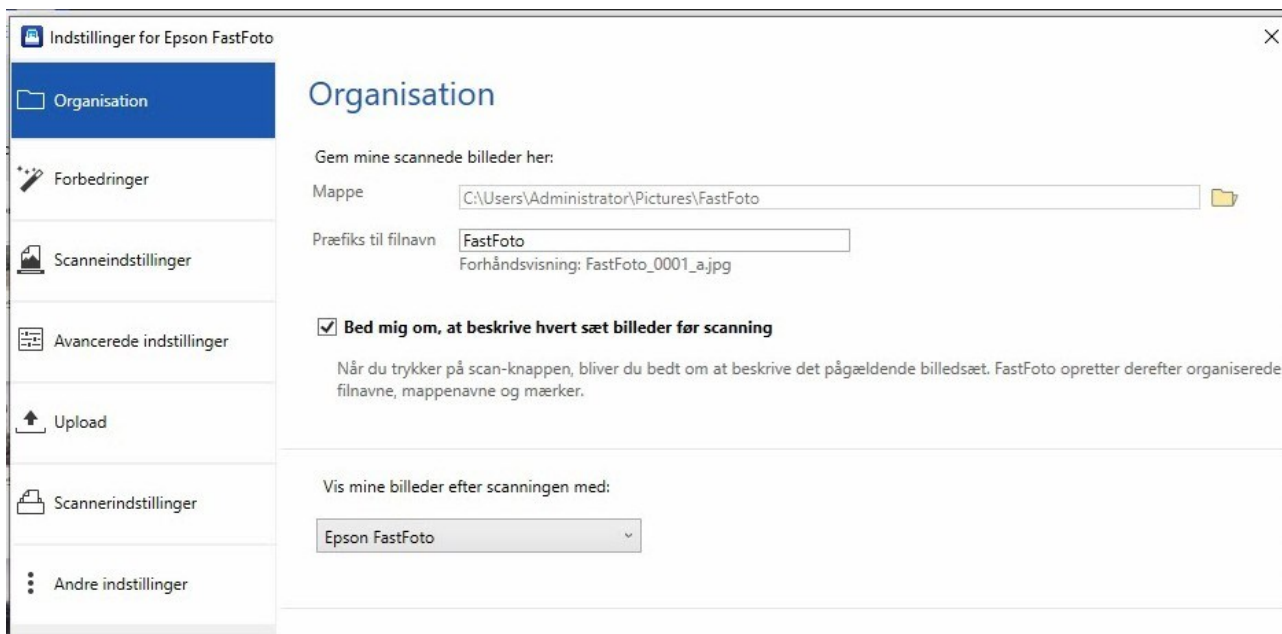 Indstillinger for Epson FastFoto
Organisation
Forbedringer
Scanneindstillinger
Avancerede indstillinger
Upload
Scannerindstillinger
Andre indstillinger
Organisation
Gem mine scannede billeder her:
Mappe C:\Users\Administrator\Pictures\FastFoto
Præfiks til filnavn FastFoto
Forhåndsvisning: FastFoto_0001_a.jpg
Bed mig om, at beskrive hvert sæt billeder før scanning
Når du trykker på scan-knappen, bliver du bedt om at beskrive det pågældende billedsæt. FastFoto opretter derefter organiserede
filnavne, mappenavne og mærker.
Vis mine billeder efter scanningen med:
Epson FastFoto